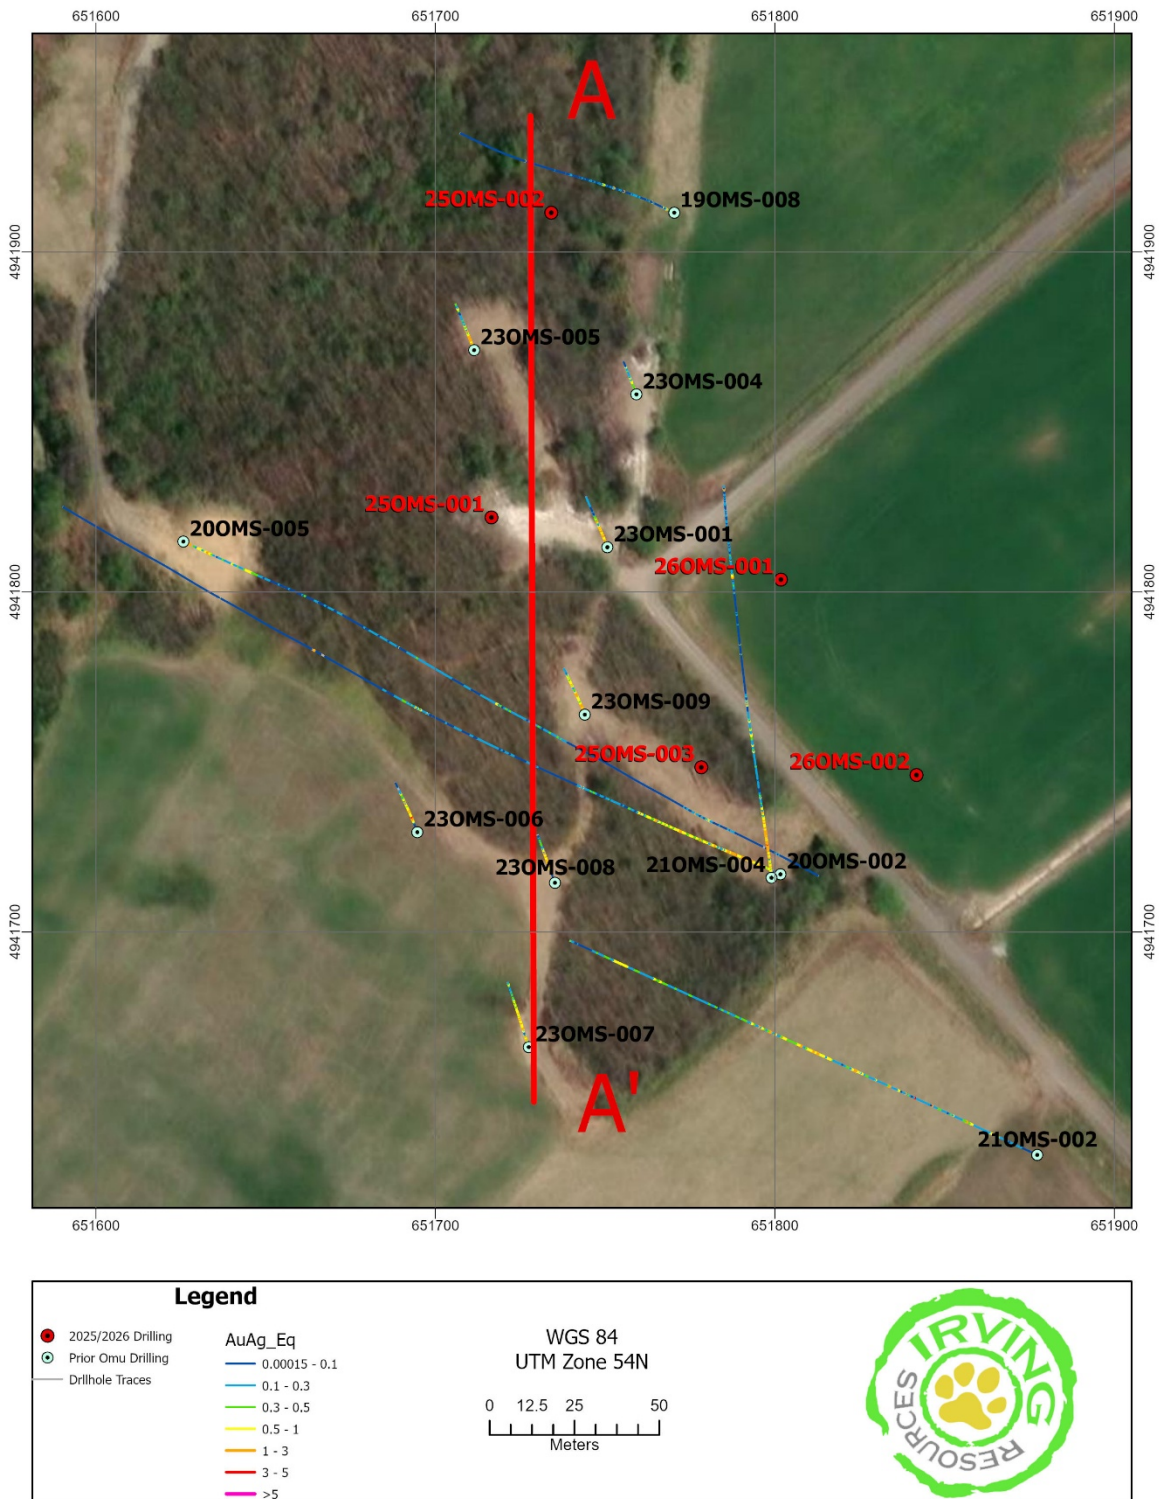 651600 651700 651800 651900
A
25OMS-002
19OMS-008
4941900 4941900
23OMS-005
23OMS-004
25OMS-001
20OMS-005
23OMS-001
26OMS-001
4941800 4941800
23OMS-009
25OMS-003
26OMS-002
23OMS-006
23OMS-008
21OMS-004
20OMS-002
4941700 4941700
23OMS-007
A'
21OMS-002
651600 651700 651800 651900
Legend
2025/2026 Drilling
Prior Omu Drilling
Drllhole Traces
AuAg_Eq
0.00015 - 0.1
0.1 - 0.3
0.3 - 0.5
0.5 - 1
1 - 3
3 - 5
>5
WGS 84
UTM Zone 54N
0 12.5 25 50
Meters
IRVING
RESOURCES